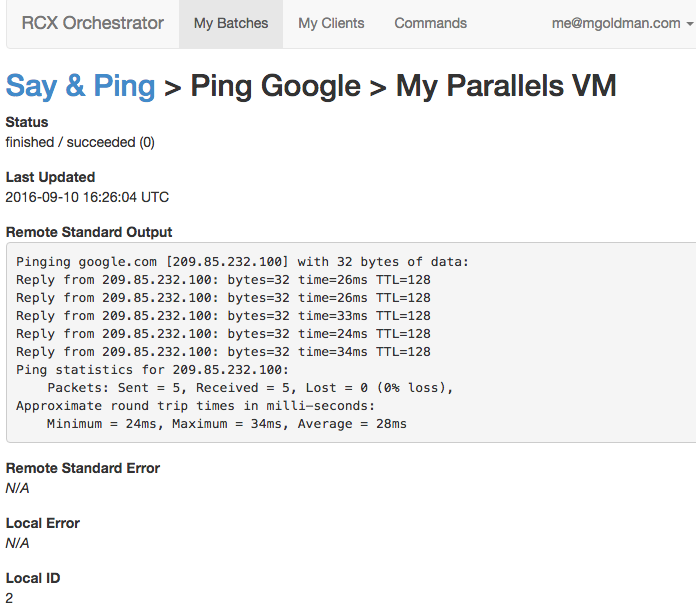 RCX Orchestrator My Batches My Clients Commands me@mgoldman.com
Say & Ping > Ping Google > My Parallels VM
Status
finished / succeeded (0)
Last Updated
2016-09-10 16:26:04 UTC
Remote Standard Output
Pinging google.com [209.85.232.100] with 32 bytes of data:
Reply from 209.85.232.100: bytes=32 time=26ms TTL=128
Reply from 209.85.232.100: bytes=32 time=26ms TTL=128
Reply from 209.85.232.100: bytes=32 time=33ms TTL=128
Reply from 209.85.232.100: bytes=32 time=24ms TTL=128
Reply from 209.85.232.100: bytes=32 time=34ms TTL=128
Ping statistics for 209.85.232.100:
    Packets: Sent = 5, Received = 5, Lost = 0 (0% loss),
Approximate round trip times in milli-seconds:
    Minimum = 24ms, Maximum = 34ms, Average = 28ms
Remote Standard Error
N/A
Local Error
N/A
Local ID
2